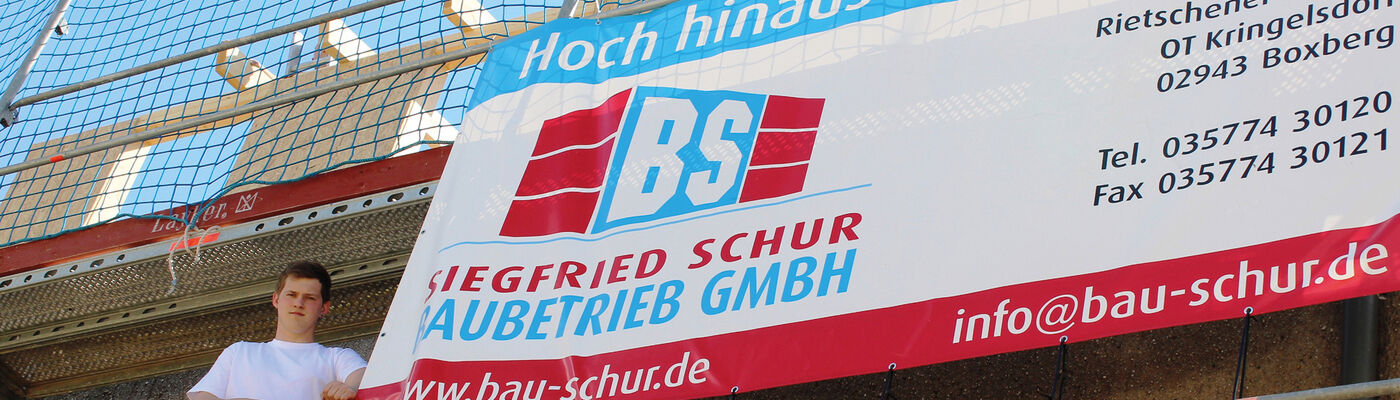 Hoch hinaus
Rietschener
OT Kringelsdorf
02943 Boxberg
Tel. 035774 30120
Fax 035774 30121
BS
SIEGFRIED SCHUR
BAUBETRIEB GMBH
Layher.
info@bau-schur.de
www.bau-schur.de